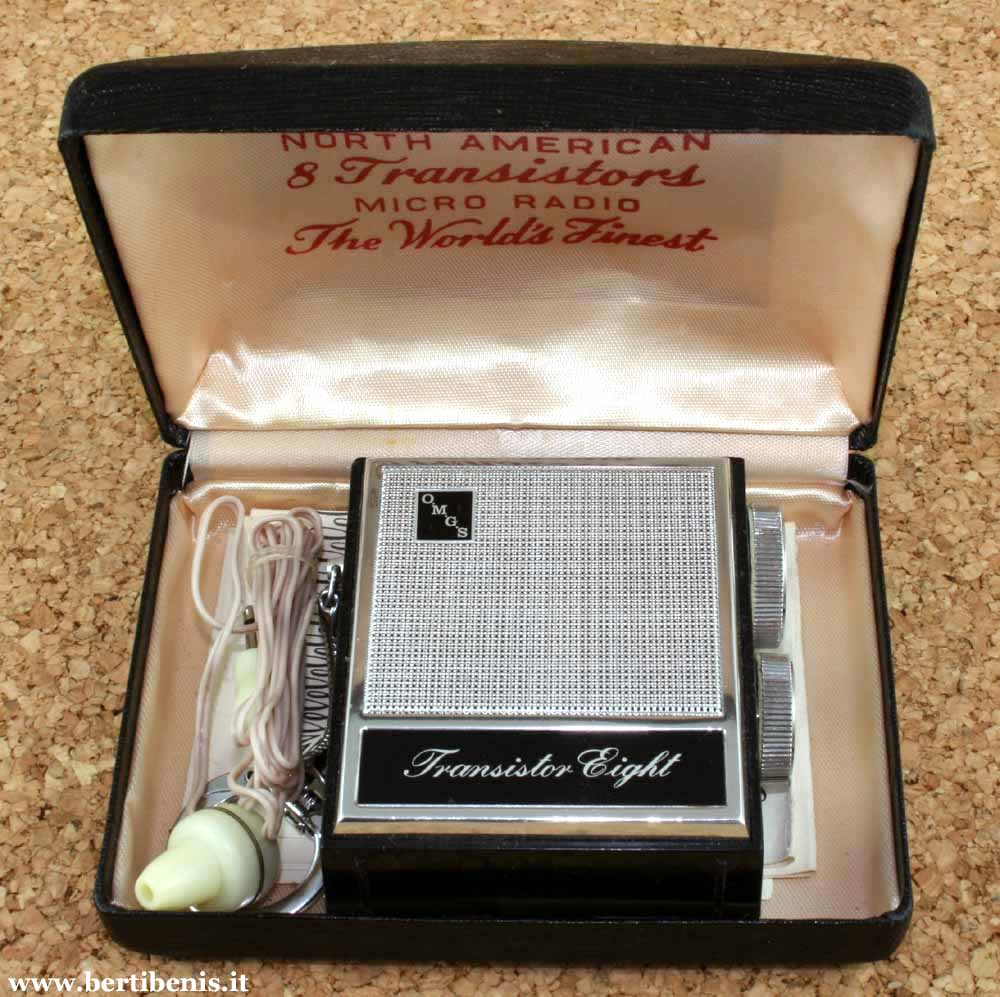 NORTH AMERICAN
8 Transistors
MICRO RADIO
The World's Finest
OMGS
Transistor Eight
www.bertibenis.it